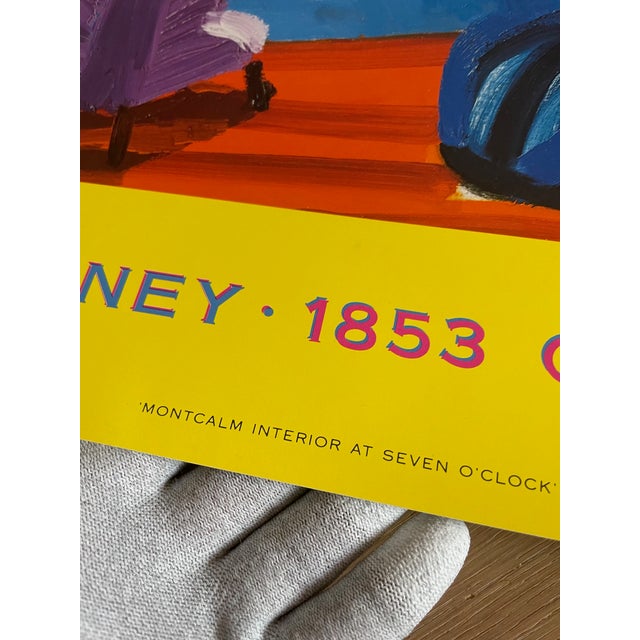 NEY · 1853
'MONTCALM INTERIOR AT SEVEN O'CLOCK'